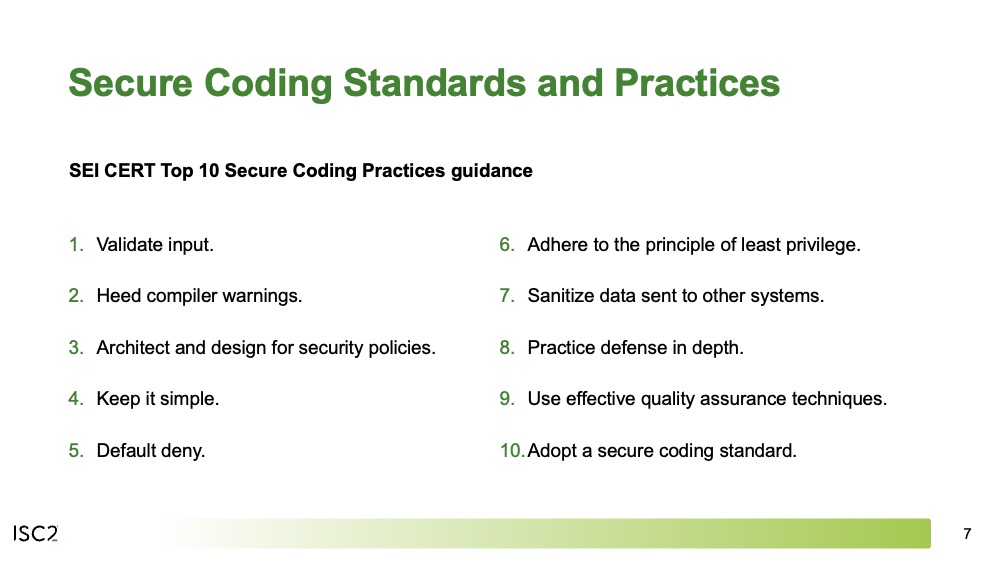 Secure Coding Standards and Practices
SEI CERT Top 10 Secure Coding Practices guidance
1. Validate input.
2. Heed compiler warnings.
3. Architect and design for security policies.
4. Keep it simple.
5. Default deny.
6. Adhere to the principle of least privilege.
7. Sanitize data sent to other systems.
8. Practice defense in depth.
9. Use effective quality assurance techniques.
10. Adopt a secure coding standard.
ISC2
7